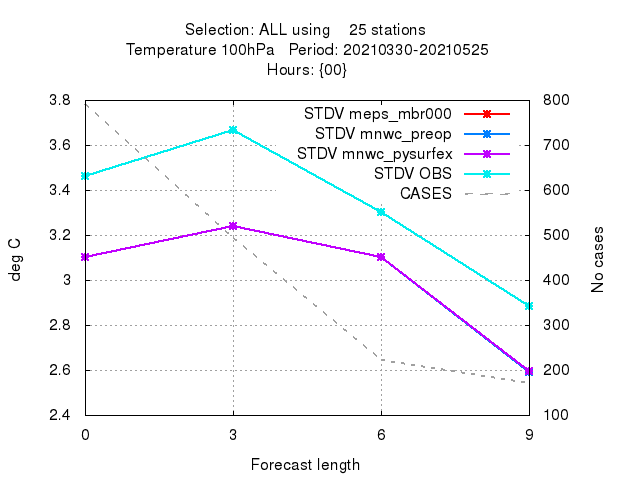 Selection: ALL using    25 stations
Temperature 100hPa   Period: 20210330-20210525
Hours: {00}
3.8 800
STDV meps_mbr000
STDV mnwc_preop
3.6 700
STDV mnwc_pysurfex
STDV OBS
3.4 CASES 600
3.2 500
deg C
No cases
3 400
2.8 300
2.6 200
2.4 100
0 3 6 9
Forecast length